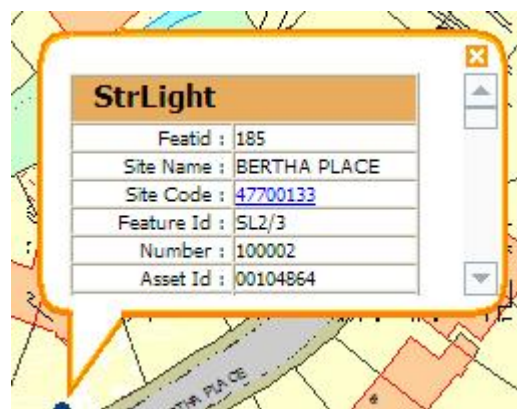 StrLight
Featid : 185
Site Name : BERTHA PLACE
Site Code : 47700133
Feature Id : SL2/3
Number : 100002
Asset Id : 00104864
PLACE